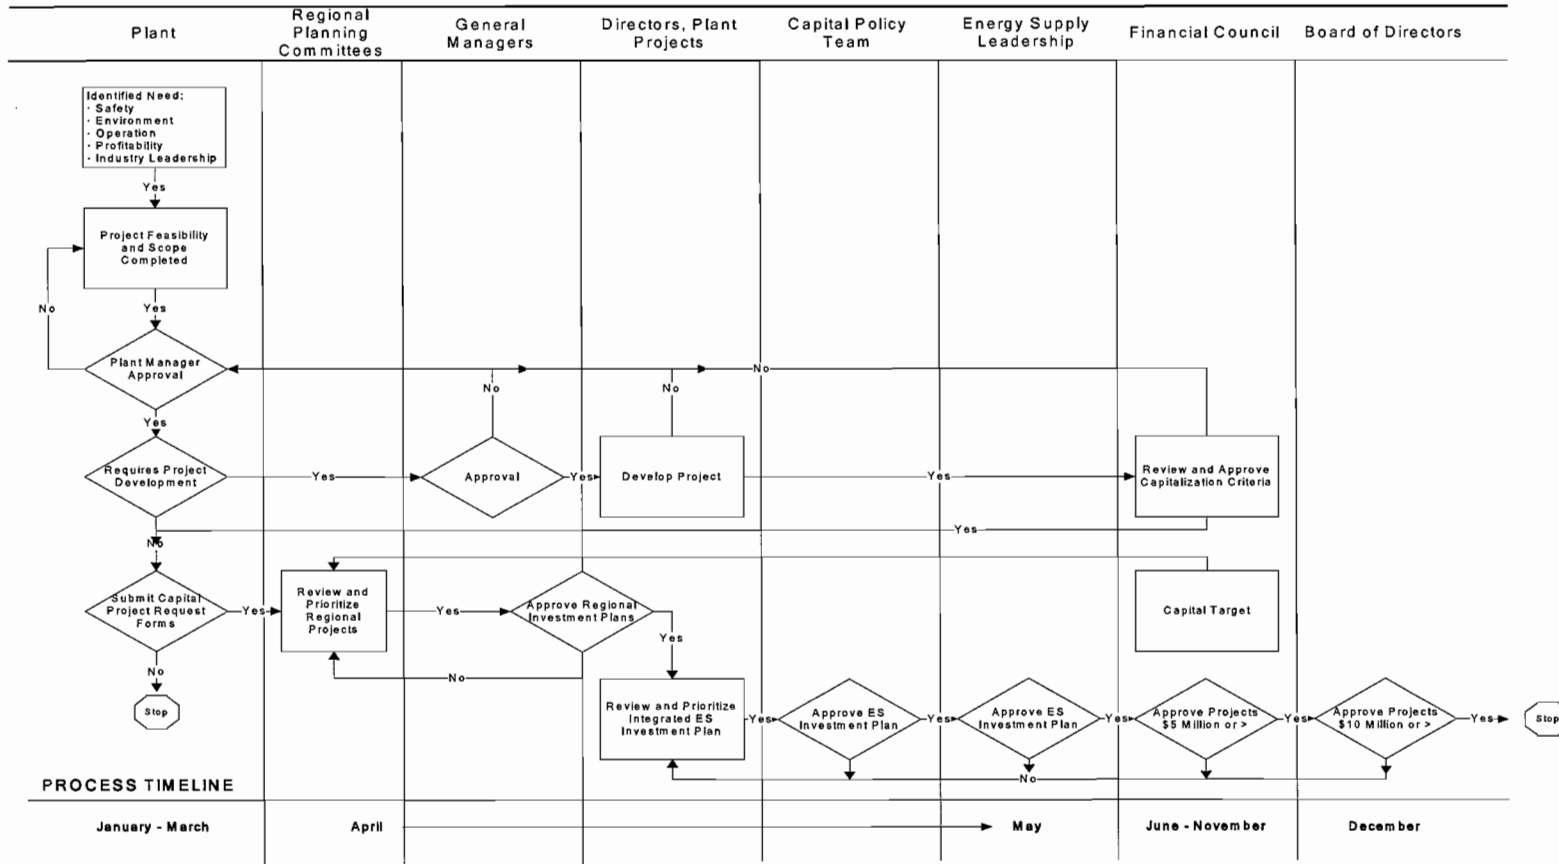 Plant
Regional
Planning
Committees
General
Managers
Directors, Plant
Projects
Capital Policy
Team
Energy Supply
Leadership
Financial Council
Board of Directors
Identified Need:
· Safety
· Environment
· Operation
· Profitability
· Industry Leadership
Yes
Project Feasibility
and Scope
Completed
No
Yes
Plant Manager
Approval
No
No
No
Yes
Requires Project
Development
Yes
Approval
Yes
Develop Project
Yes
Review and Approve
Capitalization Criteria
Yes
No
Submit Capital
Project Request
Forms
Yes
Review and
Prioritize
Regional
Projects
Yes
Approve Regional
Investment Plans
Capital Target
Yes
No
No
Stop
Review and Prioritize
Integrated ES
Investment Plan
Yes
Approve ES
Investment Plan
Yes
Approve ES
Investment Plan
Yes
Approve Projects
$5 Million or >
Yes
Approve Projects
$10 Million or >
Yes
Stop
No
PROCESS TIMELINE
January - March
April
May
June - November
December